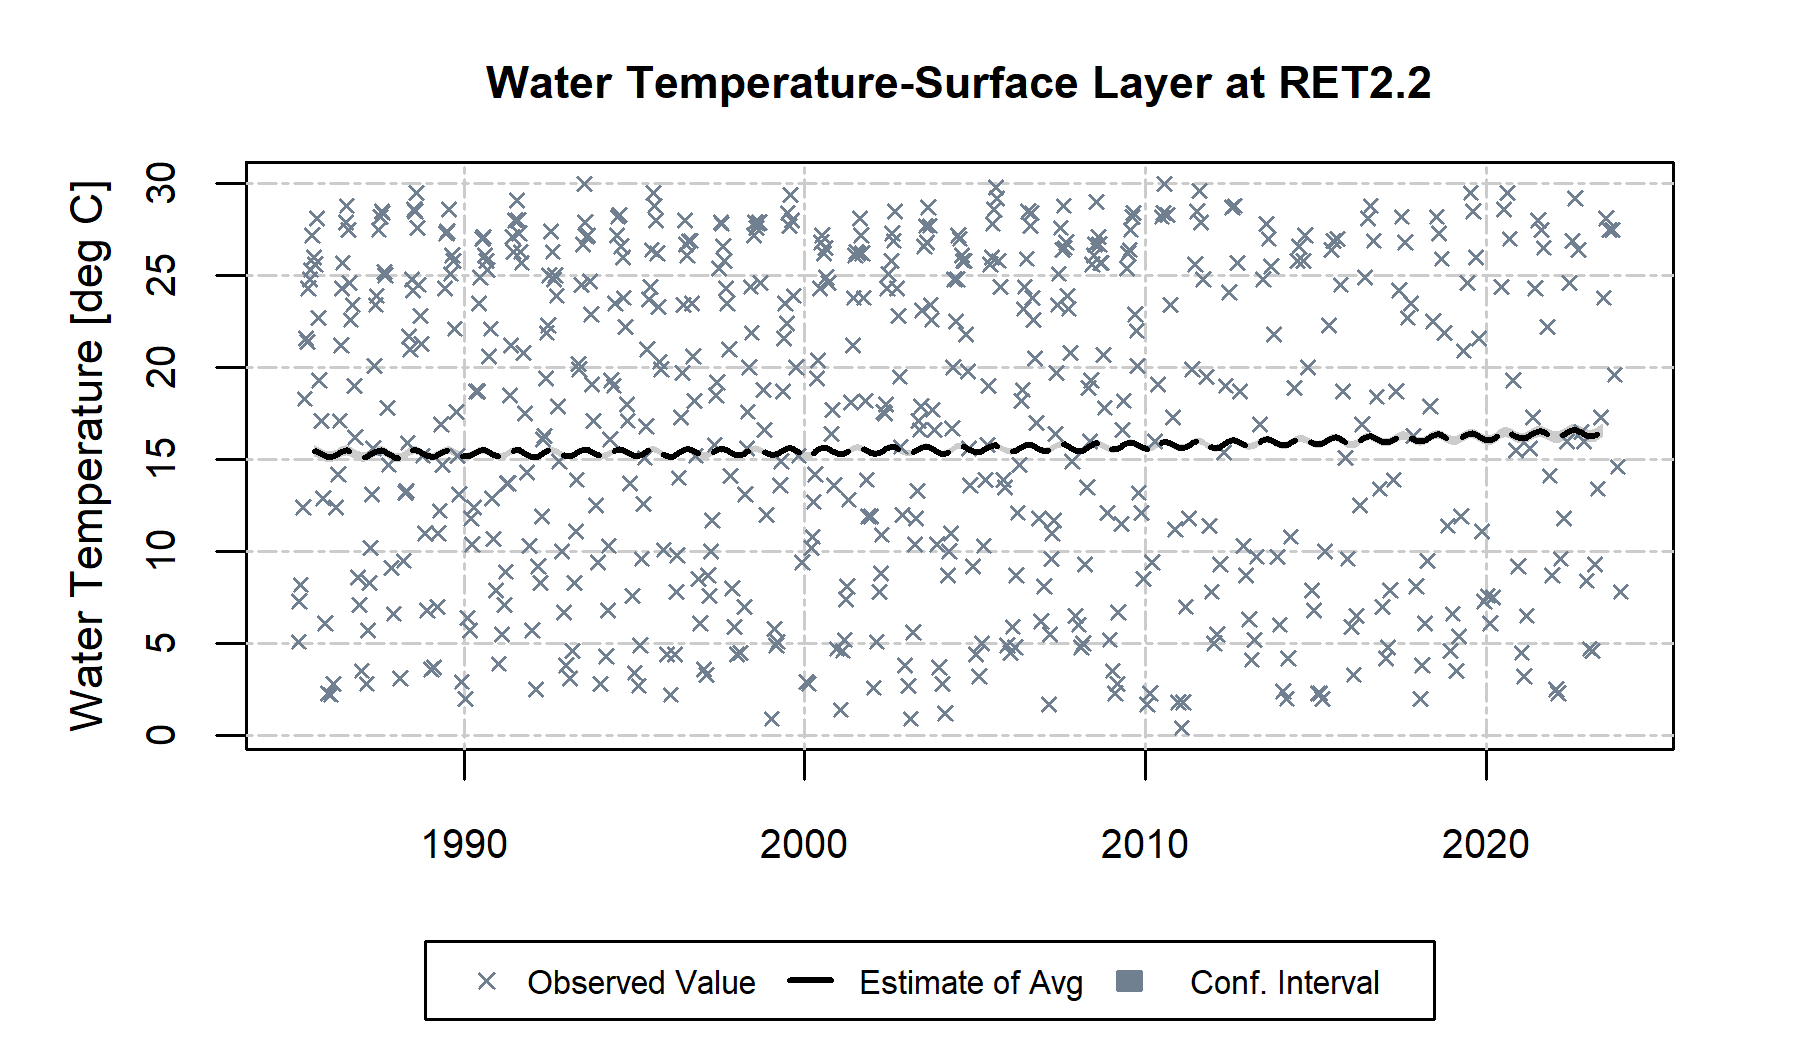 Water Temperature-Surface Layer at RET2.2
Water Temperature [deg C]
30
25
20
15
10
5
0
1990 2000 2010 2020
Observed Value Estimate of Avg Conf. Interval